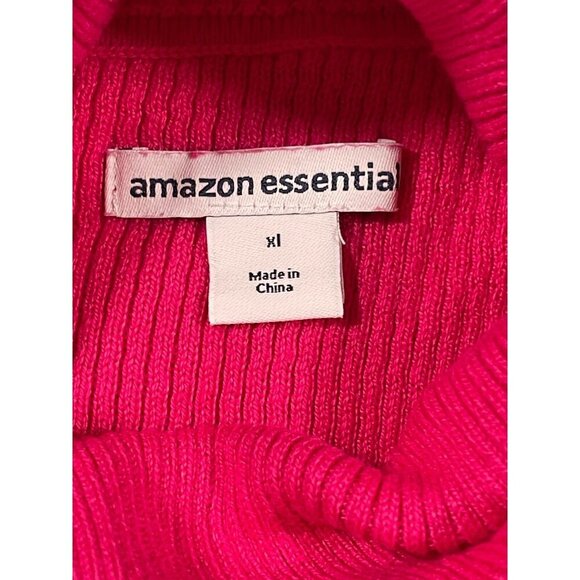 amazon essential
xl
Made in
China